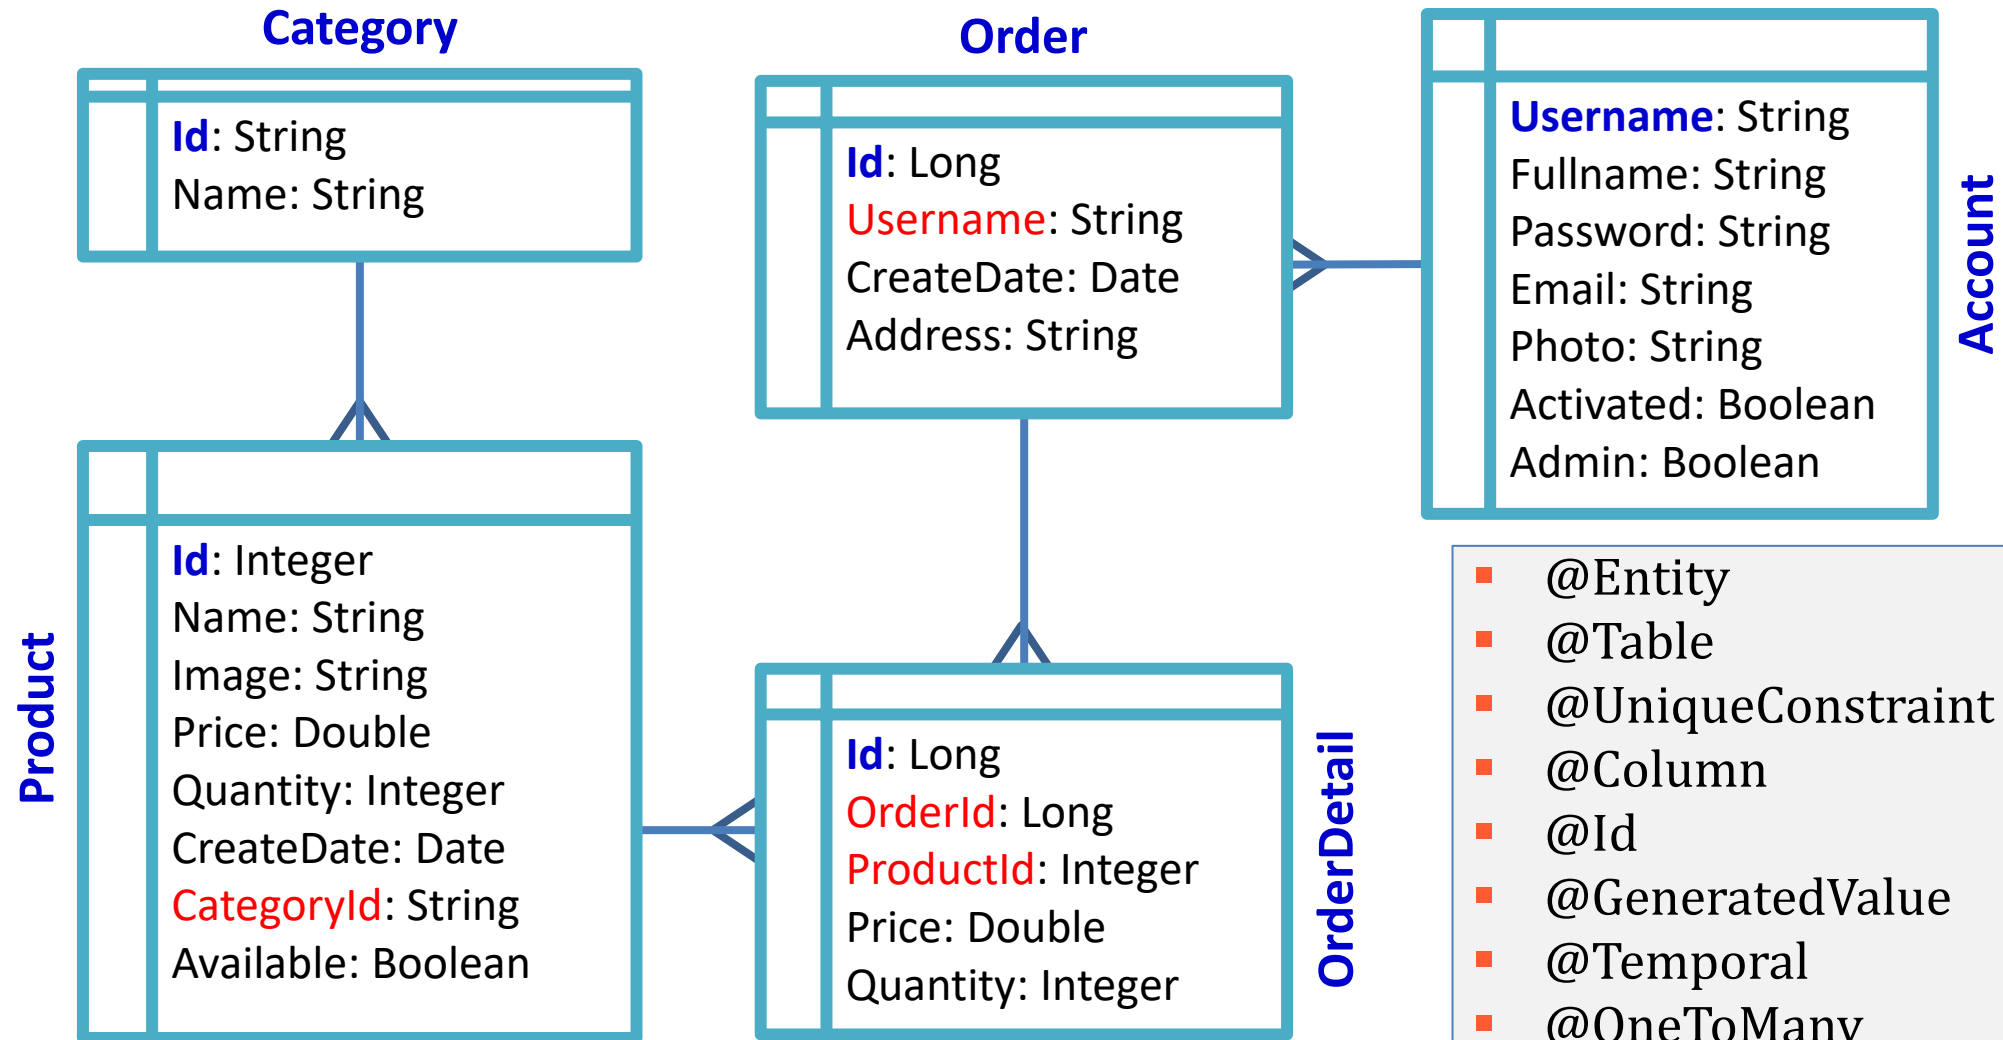 Category
Id: String
Name: String
Order
Id: Long
Username: String
CreateDate: Date
Address: String
Account
Username: String
Fullname: String
Password: String
Email: String
Photo: String
Activated: Boolean
Admin: Boolean
Product
Id: Integer
Name: String
Image: String
Price: Double
Quantity: Integer
CreateDate: Date
CategoryId: String
Available: Boolean
OrderDetail
Id: Long
OrderId: Long
ProductId: Integer
Price: Double
Quantity: Integer
▪ @Entity
▪ @Table
▪ @UniqueConstraint
▪ @Column
▪ @Id
▪ @GeneratedValue
▪ @Temporal
▪ @OneToMany